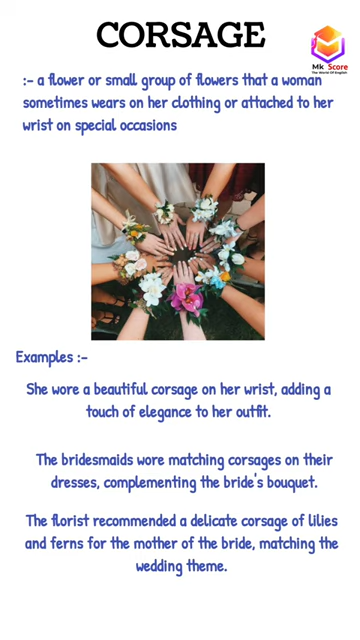 CORSAGE
Mk Score
The World Of English
:- a flower or small group of flowers that a woman
sometimes wears on her clothing or attached to her
wrist on special occasions
Examples :-
She wore a beautiful corsage on her wrist, adding a
touch of elegance to her outfit.
The bridesmaids wore matching corsages on their
dresses, complementing the bride's bouquet.
The florist recommended a delicate corsage of lilies
and ferns for the mother of the bride, matching the
wedding theme.